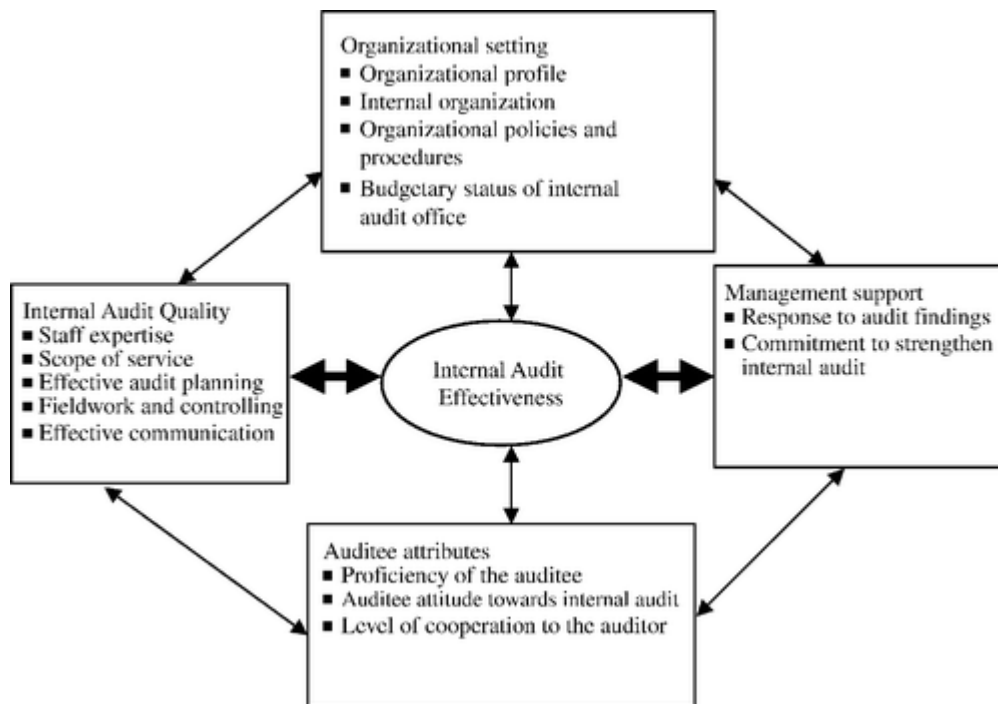 Organizational setting
■ Organizational profile
■ Internal organization
■ Organizational policies and
procedures
■ Budgetary status of internal
audit office
Internal Audit Quality
■ Staff expertise
■ Scope of service
■ Effective audit planning
■ Fieldwork and controlling
■ Effective communication
Internal Audit
Effectiveness
Management support
■ Response to audit findings
■ Commitment to strengthen
internal audit
Auditee attributes
■ Proficiency of the auditee
■ Auditee attitude towards internal audit
■ Level of cooperation to the auditor